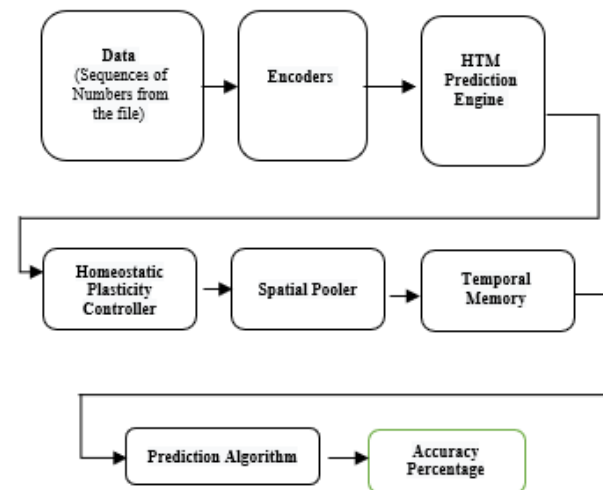 Data
(Sequences of
Numbers from
the file)
Encoders
HTM
Prediction
Engine
Homeostatic
Plasticity
Controller
Spatial Pooler
Temporal
Memory
Prediction Algorithm
Accuracy
Percentage